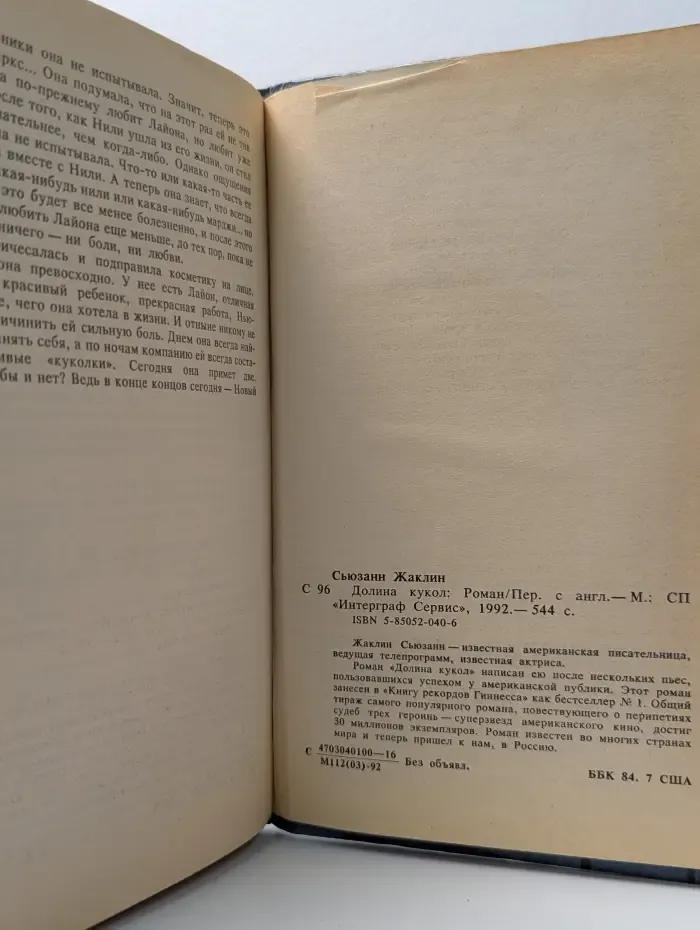 ники она не испытывала. Значит, теперь это
ркс... Она подумала, что на этот раз ей не так
а по-прежнему любит Лайона, но любит уже
осле того, как Нили ушла из его жизни, он стал
ательнее, чем когда-либо. Однако ощущения
на не испытывала. Что-то или какая-то часть ее
вместе с Нили. А теперь она знает, что всегда
кая-нибудь нили или какая-нибудь марджи... но
это будет все менее болезненно, и после этого
любить Лайона еще меньше, до тех пор, пока не
ничего — ни боли, ни любви.
ричесалась и подправила косметику на лице.
она превосходно. У нее есть Лайон, отличная
красивый ребенок, прекрасная работа, Нью-
е, чего она хотела в жизни. И отныне никому не
ичинить ей сильную боль. Днем она всегда най-
нять себя, а по ночам компанию ей всегда соста-
ивые «куколки». Сегодня она примет две.
бы и нет? Ведь в конце концов сегодня — Новый
Сьюзанн Жаклин
С 96 Долина кукол: Роман/Пер. с англ.— М.: СП
«Интерграф Сервис», 1992.— 544 с.
ISBN 5-85052-040-6
Жаклин Сьюзанн — известная американская писательница,
ведущая телепрограмм, известная актриса.
Роман «Долина кукол» написан ею после нескольких пьес,
пользовавшихся успехом у американской публики. Этот роман
занесен в «Книгу рекордов Гиннесса» как бестселлер № 1. Общий
тираж самого популярного романа, повествующего о перипетиях
судеб трех героинь — суперзвезд американского кино, достиг
30 миллионов экземпляров. Роман известен во многих странах
мира и теперь пришел к нам, в Россию.
С 4703040100—16
М112(03)-92 Без объявл.
ББК 84. 7 США